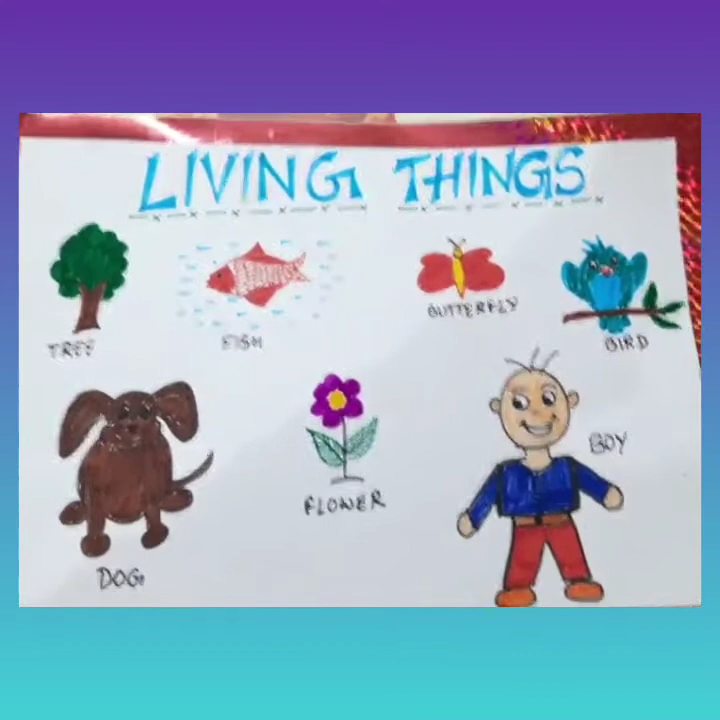 LIVING THINGS
TREE
FISH
BUTTERFLY
BIRD
DOG
FLOWER
BOY